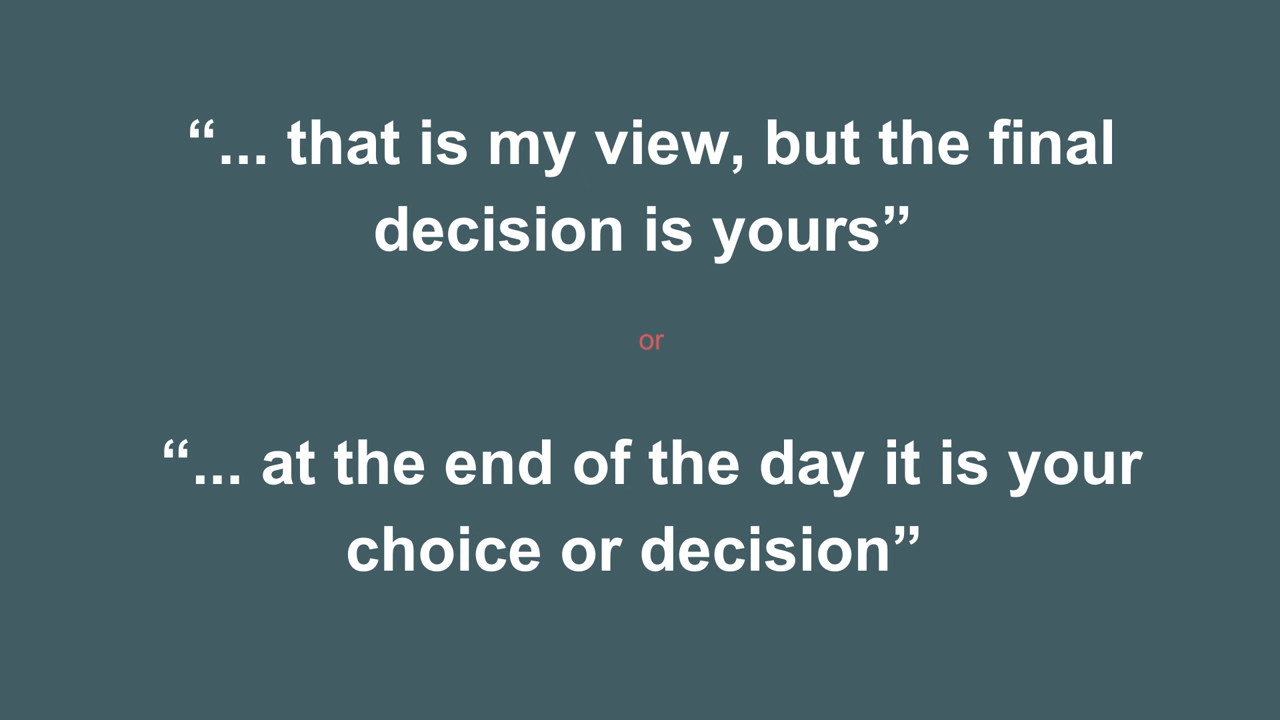 “... that is my view, but the final
decision is yours”
or
“... at the end of the day it is your
choice or decision”